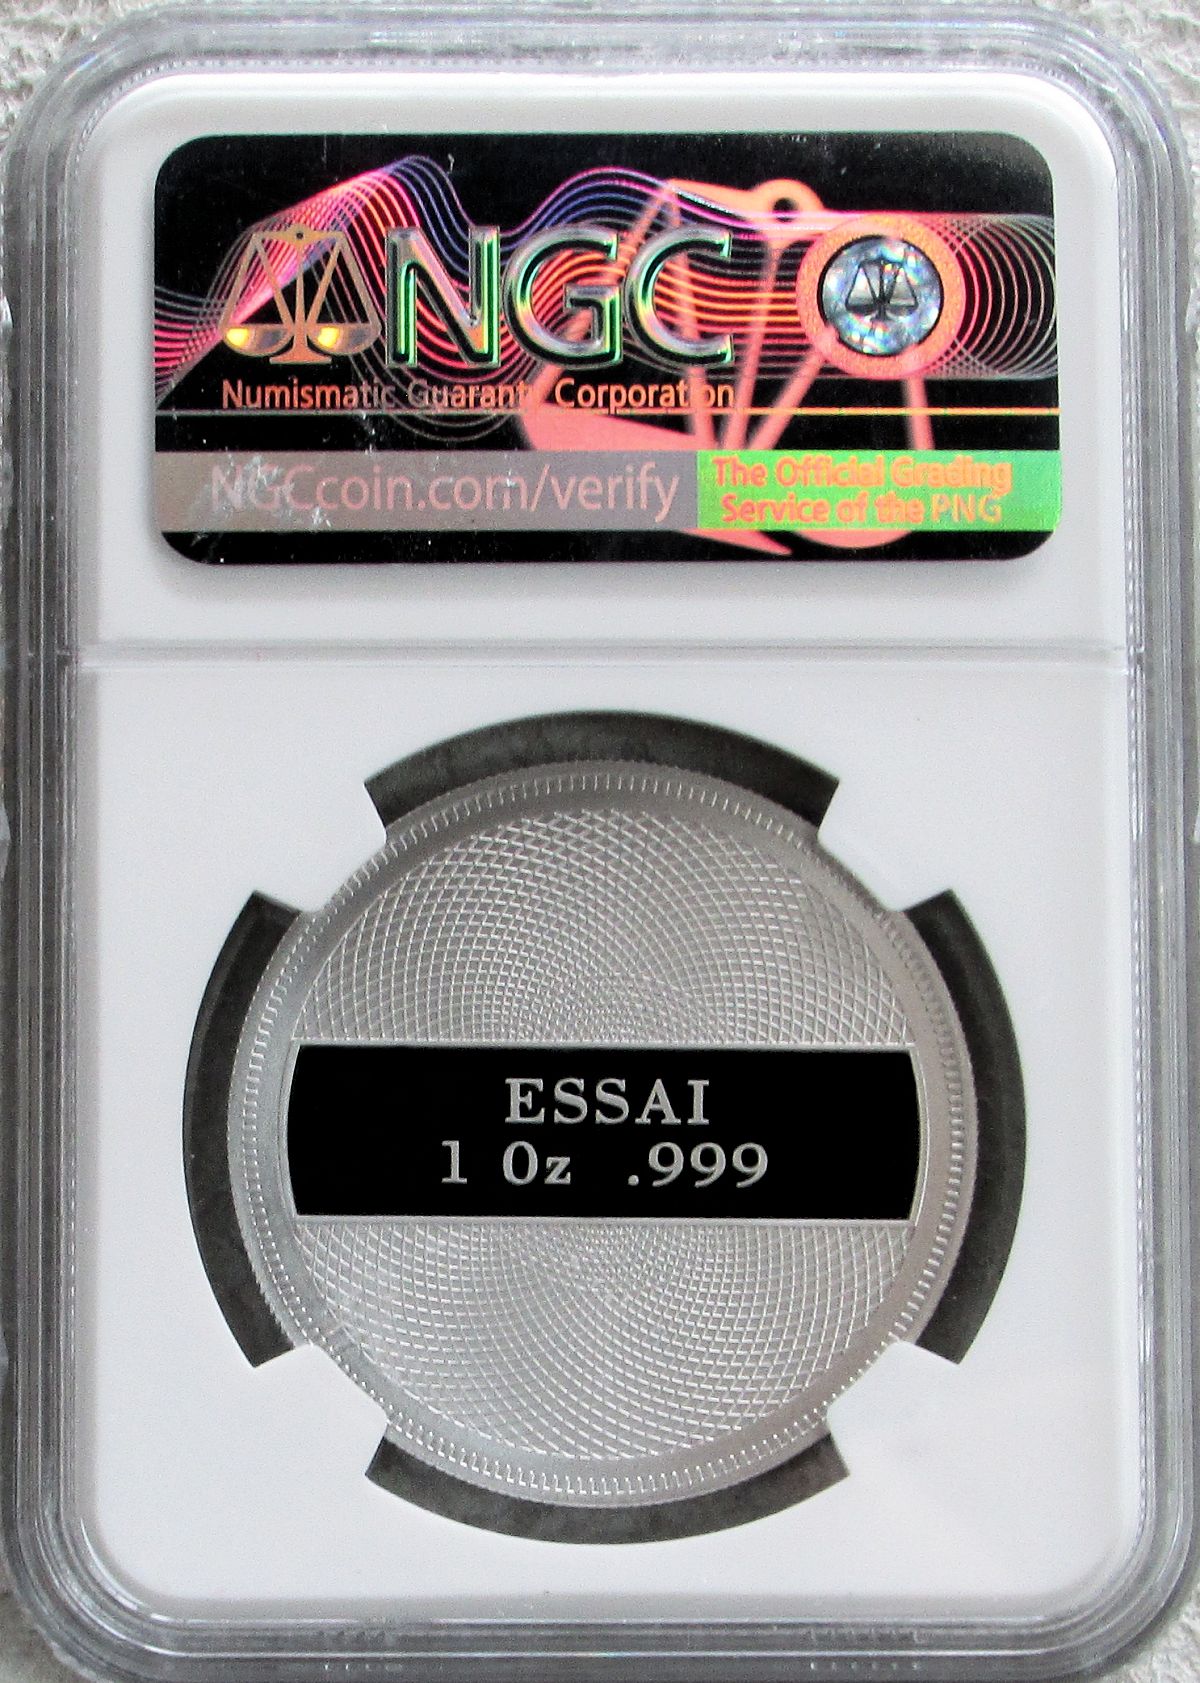 NGC
Numismatic Guaranty Corporation
NGCcoin.com/verify
The Official Grading
Service of the PNG
ESSAI
1 Oz .999